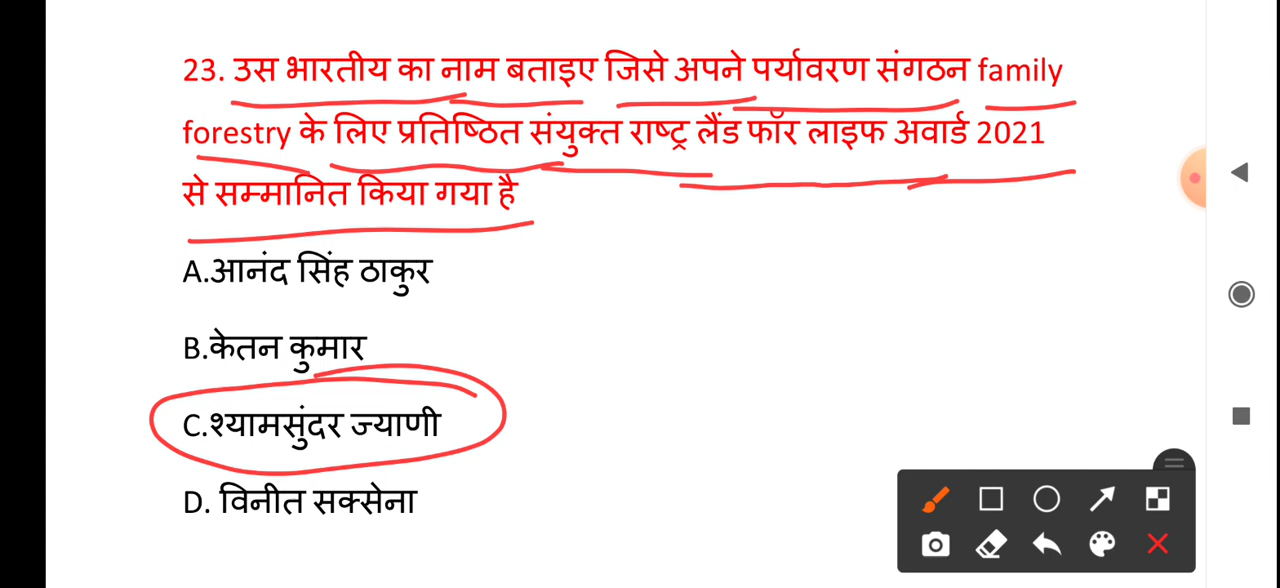 23. उस भारतीय का नाम बताइए जिसे अपने पर्यावरण संगठन family
forestry के लिए प्रतिष्ठित संयुक्त राष्ट्र लैंड फॉर लाइफ अवार्ड 2021
से सम्मानित किया गया है
A.आनंद सिंह ठाकुर
B.केतन कुमार
C.श्यामसुंदर ज्याणी
D. विनीत सक्सेना